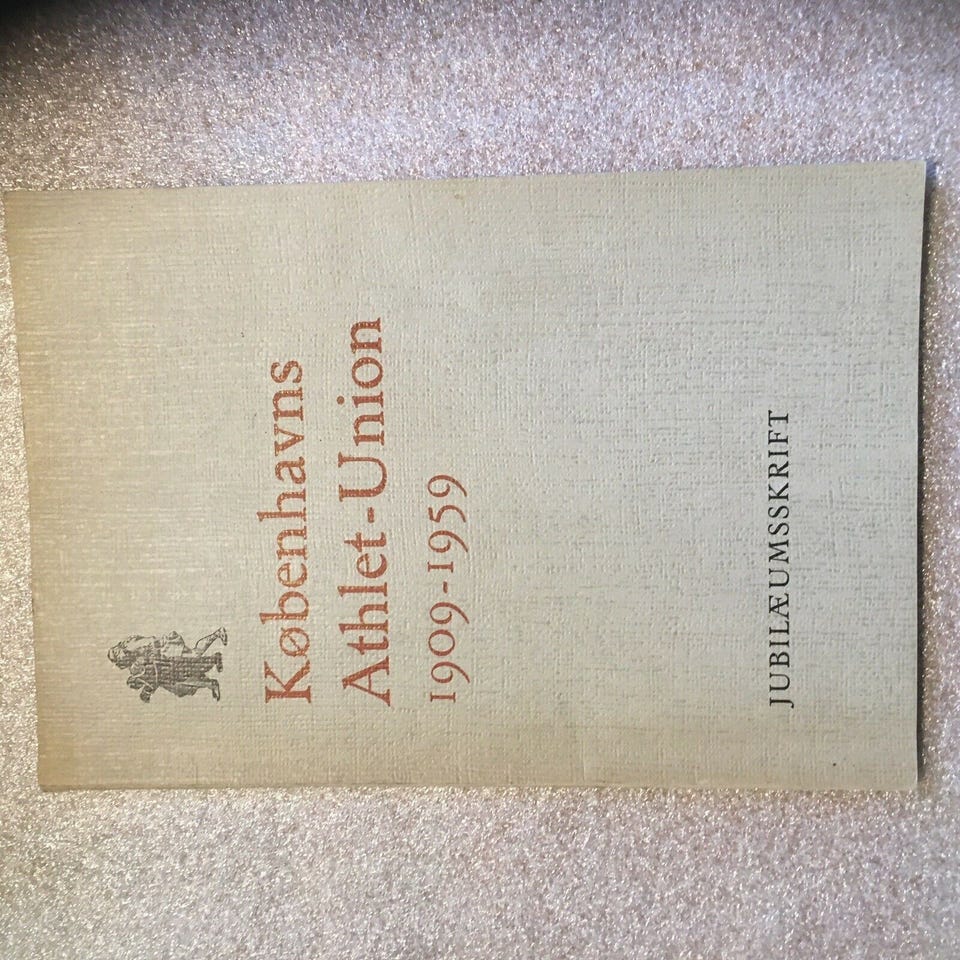 Københavns
Athlet-Union
1909-1959
JUBILÆUMSSKRIFT